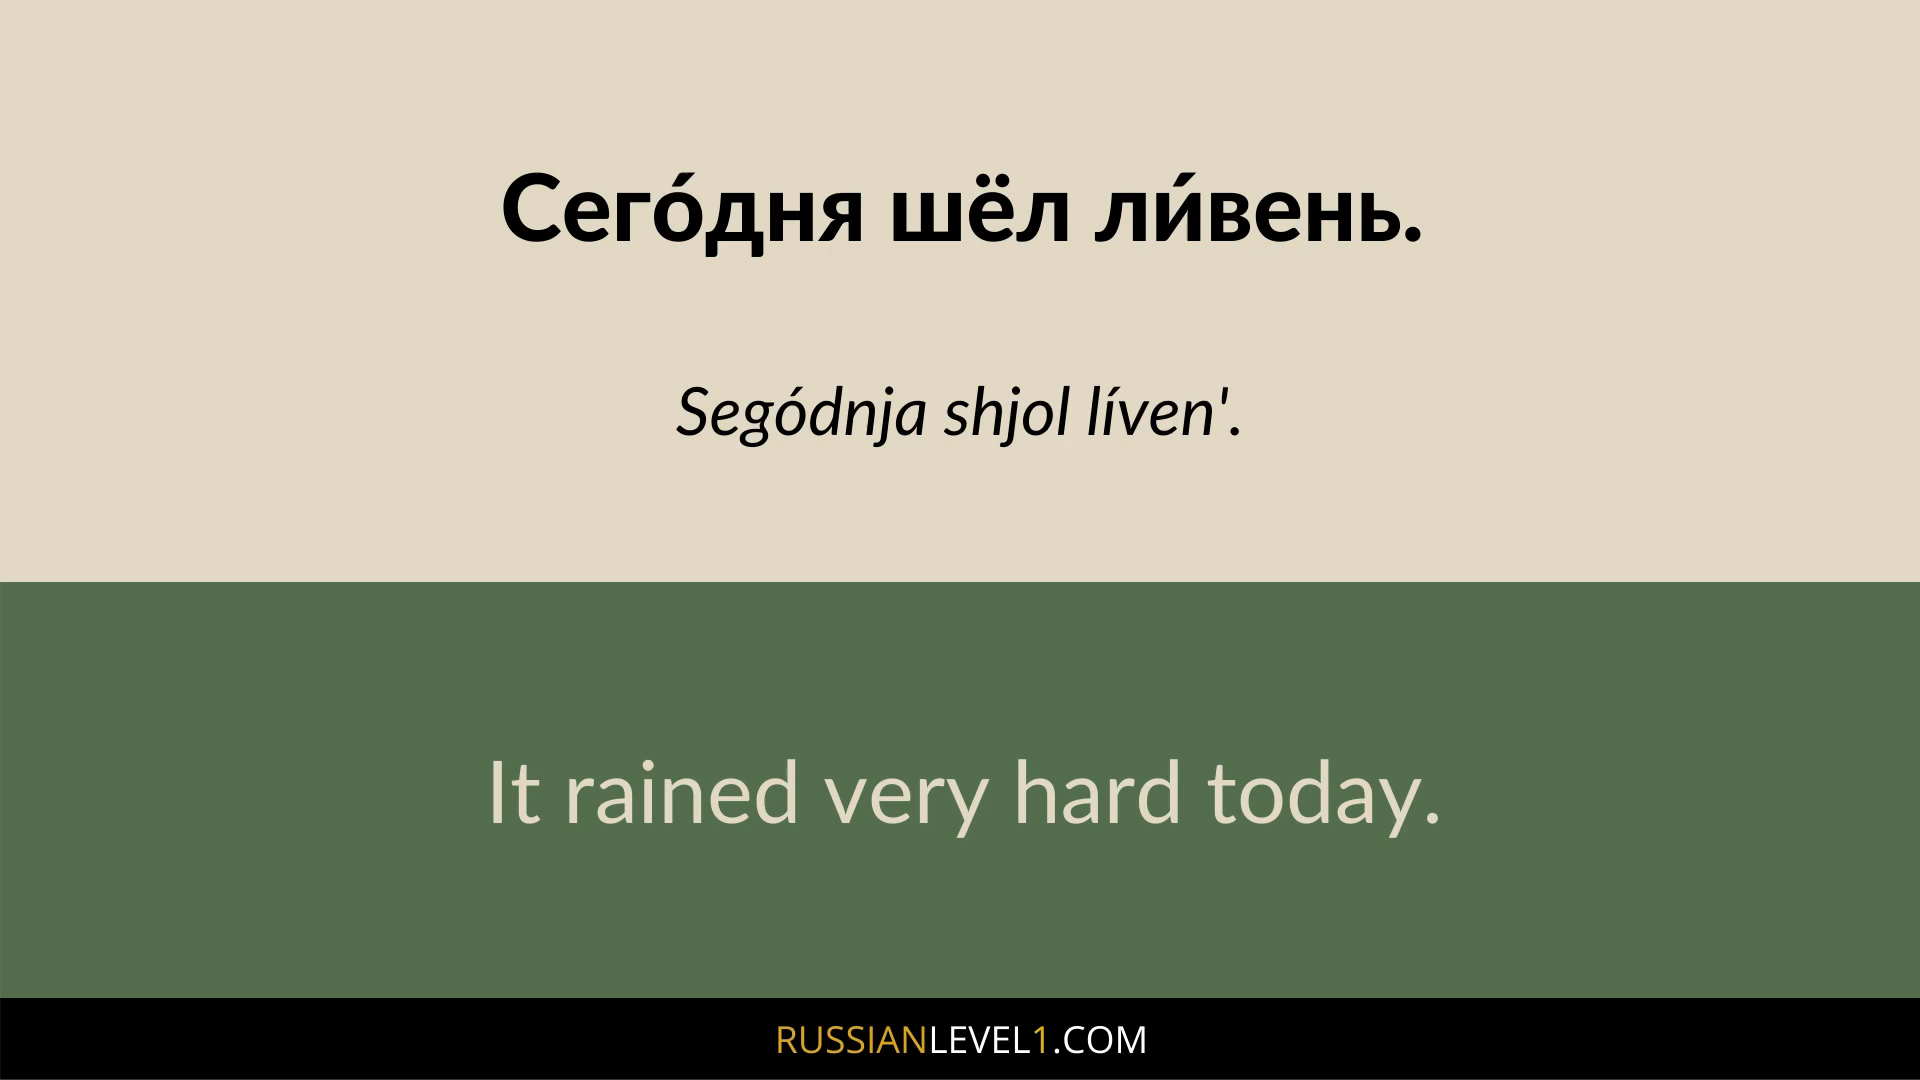 Сего́дня шёл ли́вень.
Segódnja shjol líven'.
It rained very hard today.
RUSSIANLEVEL1.COM